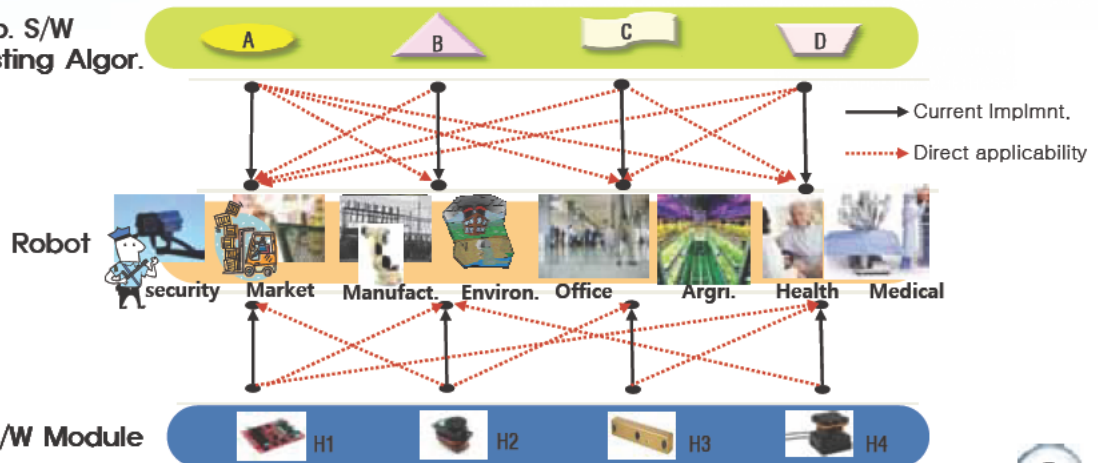 S/W
A
B
C
D
sting Algor.
Current Implmnt.
Direct applicability
Robot
security Market Manufact. Environ. Office Argri. Health Medical
/W Module
H1
H2
H3
H4